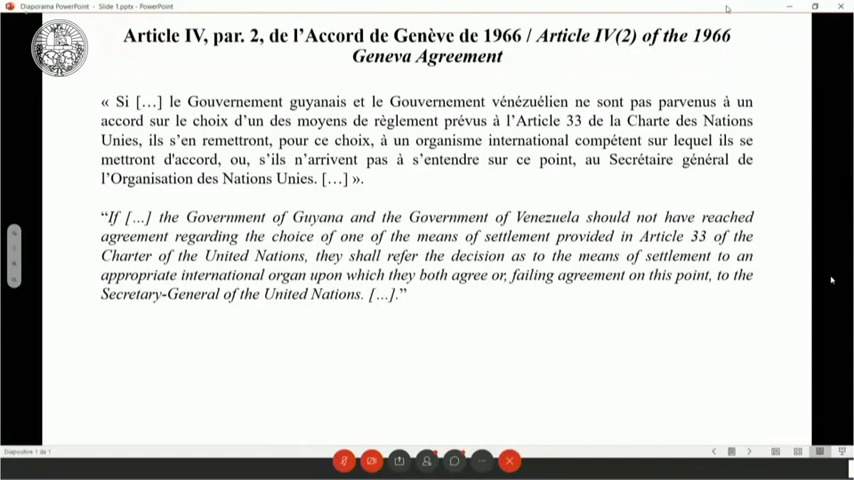 Diaporama PowerPoint - Slide 1.pptx - PowerPoint
Article IV, par. 2, de l’Accord de Genève de 1966 / Article IV(2) of the 1966
Geneva Agreement
« Si […] le Gouvernement guyanais et le Gouvernement vénézuélien ne sont pas parvenus à un
accord sur le choix d’un des moyens de règlement prévus à l’Article 33 de la Charte des Nations
Unies, ils s’en remettront, pour ce choix, à un organisme international compétent sur lequel ils se
mettront d'accord, ou, s’ils n’arrivent pas à s’entendre sur ce point, au Secrétaire général de
l’Organisation des Nations Unies. […] ».
“If […] the Government of Guyana and the Government of Venezuela should not have reached
agreement regarding the choice of one of the means of settlement provided in Article 33 of the
Charter of the United Nations, they shall refer the decision as to the means of settlement to an
appropriate international organ upon which they both agree or, failing agreement on this point, to the
Secretary-General of the United Nations. […].”
Diapositive 1 de 1